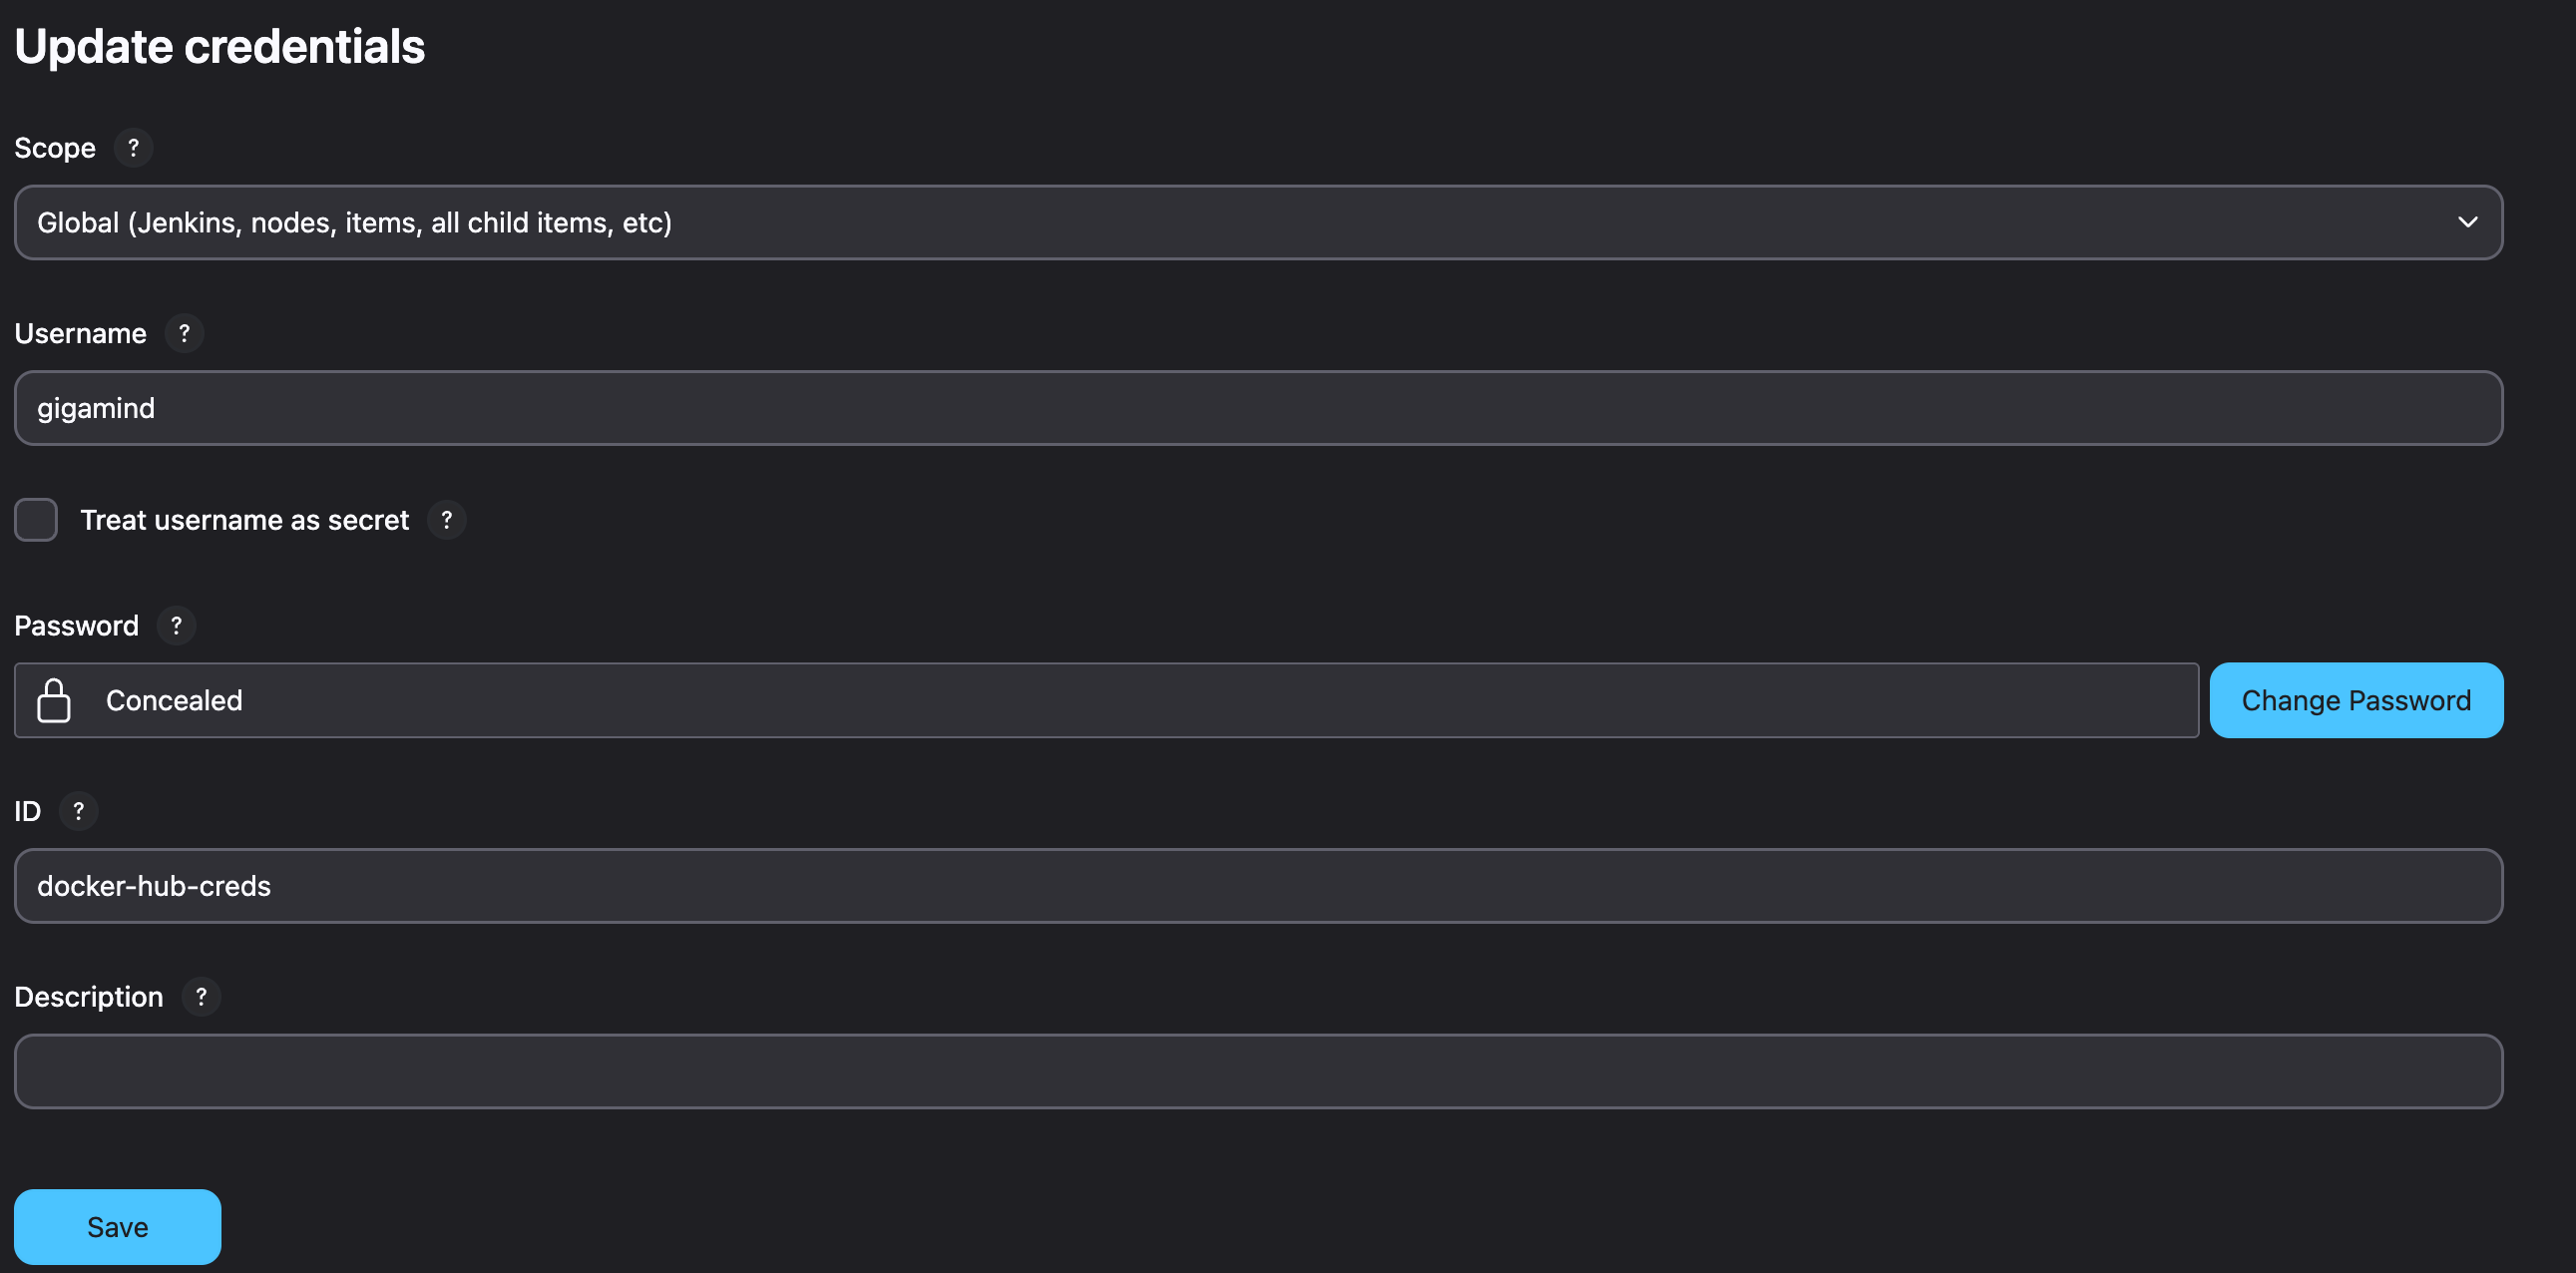 Update credentials
Scope ?
Global (Jenkins, nodes, items, all child items, etc)
Username ?
gigamind
Treat username as secret ?
Password ?
Concealed
Change Password
ID ?
docker-hub-creds
Description ?
Save